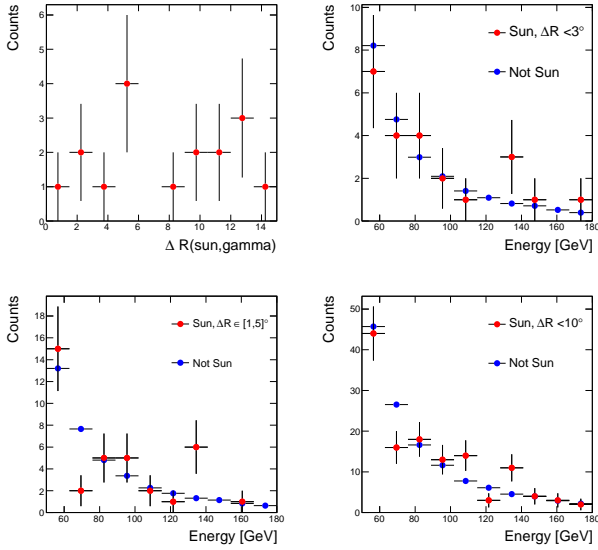 Counts
6
5
4
3
2
1
0
0 2 4 6 8 10 12 14
Δ R(sun,gamma)
Counts
10
8
6
4
2
0
Sun, ΔR <3°
Not Sun
60 80 100 120 140 160 180
Energy [GeV]
Counts
18
16
14
12
10
8
6
4
2
0
Sun, ΔR ∈ [1,5]°
Not Sun
60 80 100 120 140 160 180
Energy [GeV]
Counts
50
40
30
20
10
0
Sun, ΔR <10°
Not Sun
60 80 100 120 140 160 180
Energy [GeV]